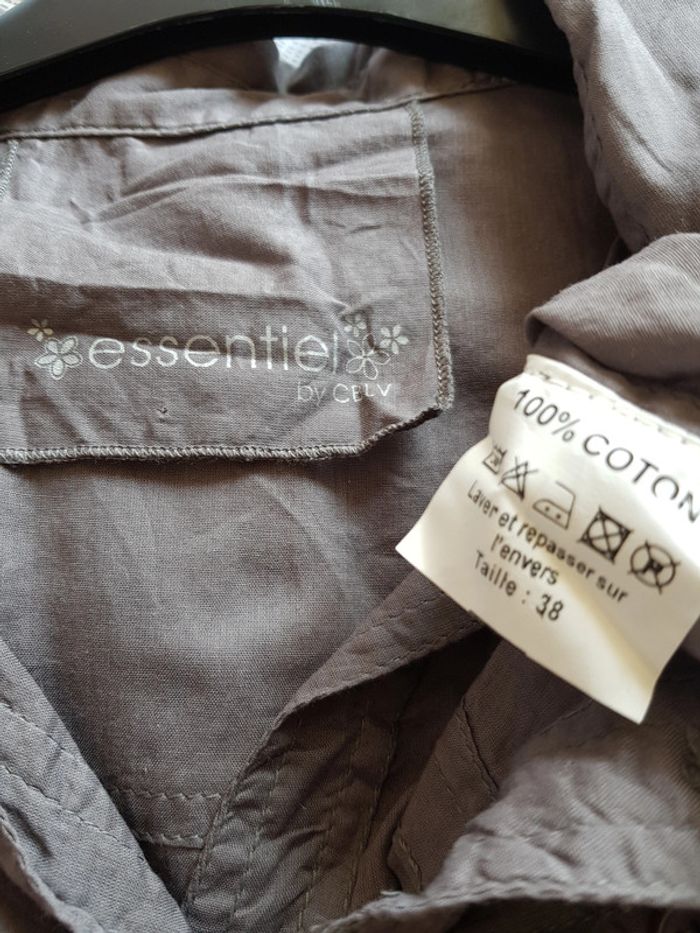 essentiel
by CELV
100% COTON
Laver et repasser sur
l'envers
Taille : 38